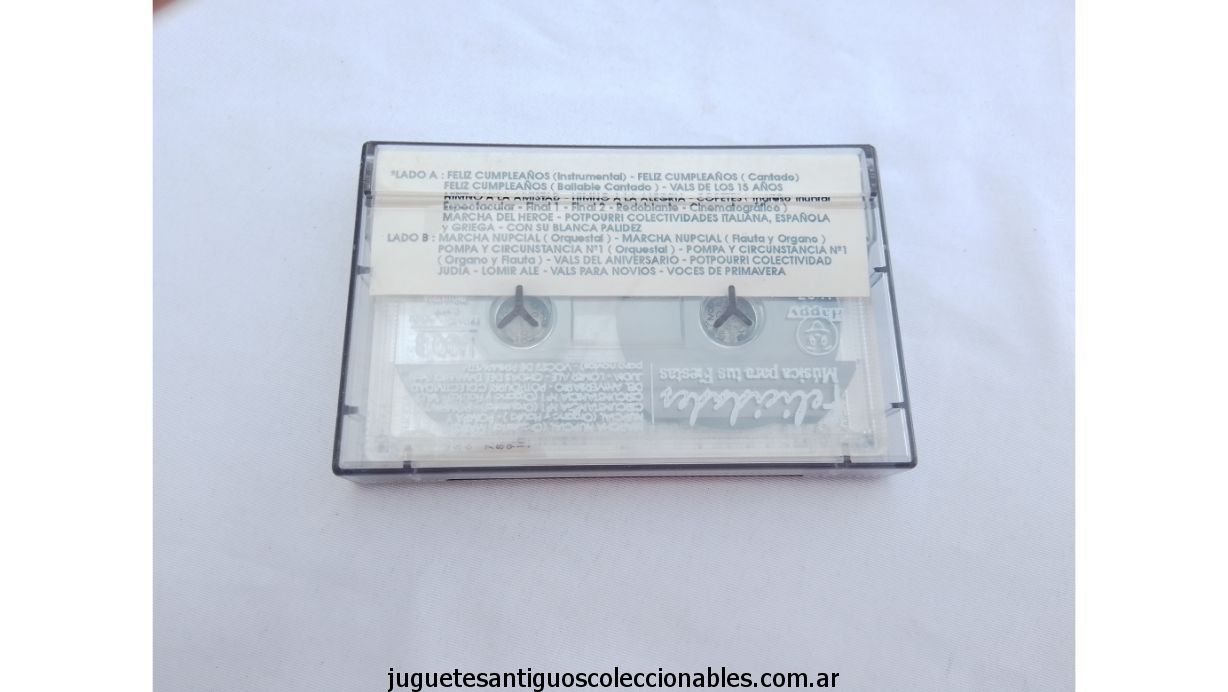 *LADO A : FELIZ CUMPLEAÑOS (Instrumental) - FELIZ CUMPLEAÑOS ( Cantado)
FELIZ CUMPLEAÑOS ( Bailable Cantado ) - VALS DE LOS 15 AÑOS
HIMNO A LA AMISTAD - HIMNO A LA ALEGRIA - COPETES ( Ingreso Triunfal
Espectacular - Final 1 - Final 2 - Redoblante - Cinematográfico )
MARCHA DEL HEROE - POTPOURRI COLECTIVIDADES ITALIANA, ESPAÑOLA
y GRIEGA - CON SU BLANCA PALIDEZ
LADO B : MARCHA NUPCIAL ( Orquestal ) - MARCHA NUPCIAL ( Flauta y Organo )
POMPA Y CIRCUNSTANCIA Nº1 ( Orquestal ) - POMPA Y CIRCUNSTANCIA Nº1
( Organo y Flauta ) - VALS DEL ANIVERSARIO - POTPOURRI COLECTIVIDAD
JUDIA - LOMIR ALE - VALS PARA NOVIOS - VOCES DE PRIMAVERA
Felicidades
Música para tus Fiestas
juguetesantiguoscoleccionables.com.ar